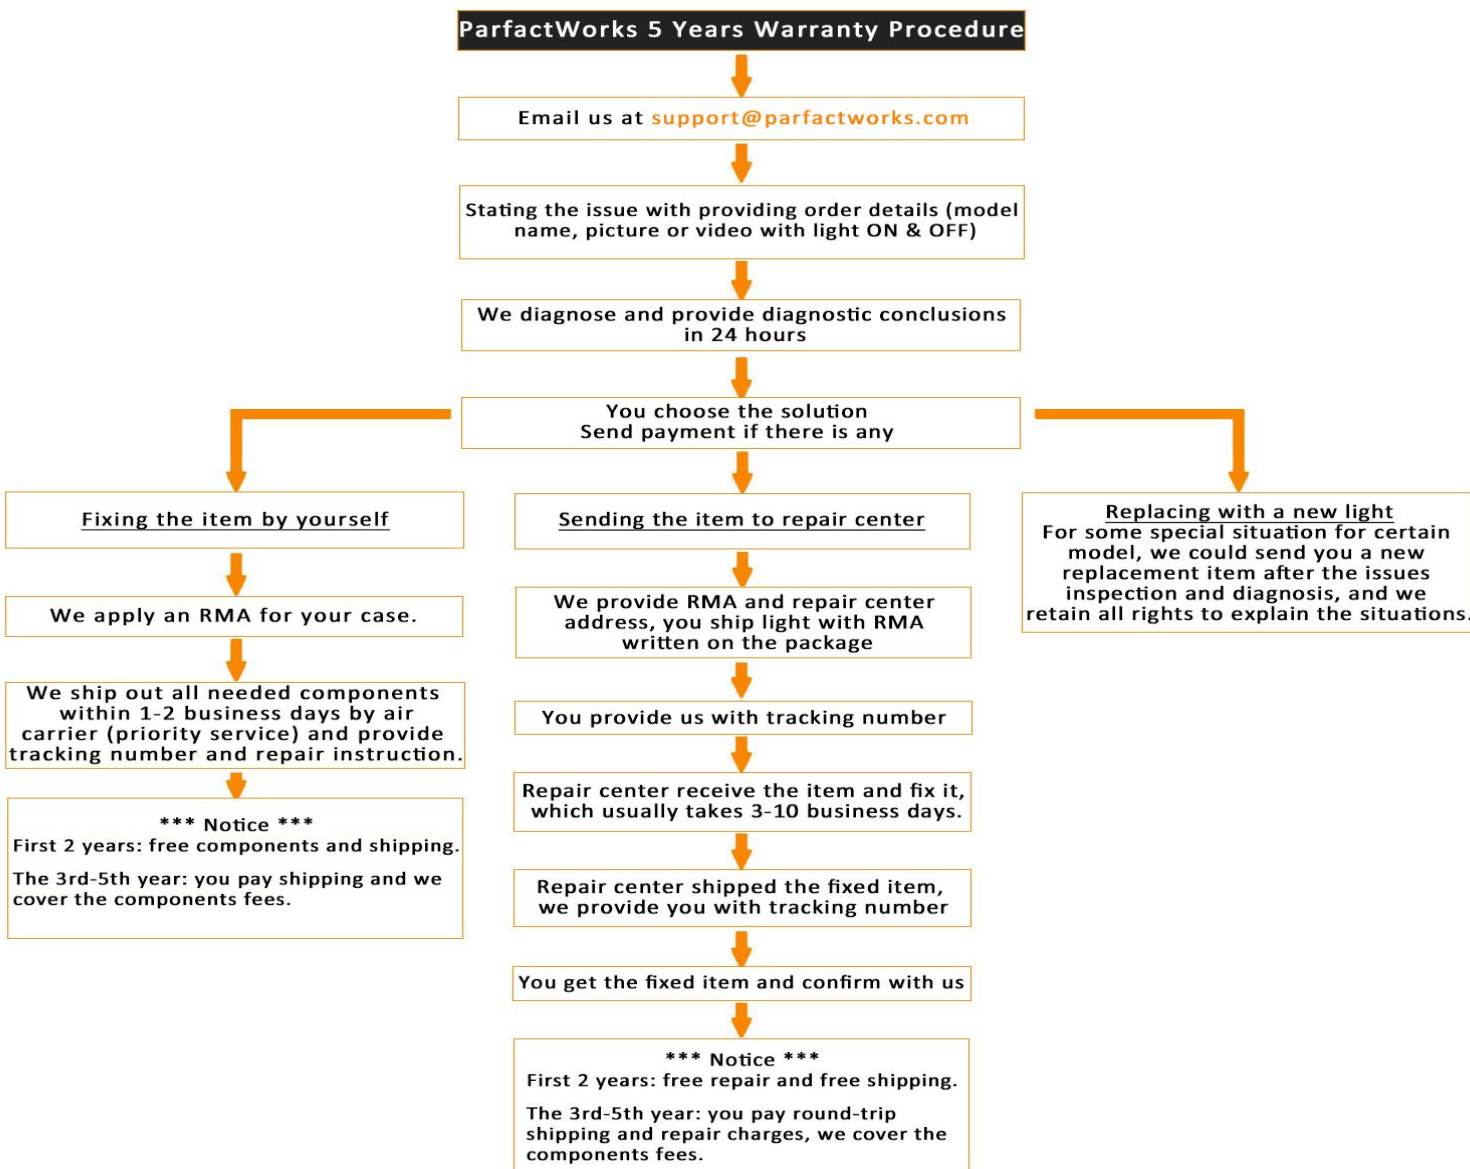 ParfactWorks 5 Years Warranty Procedure
Email us at support@parfactworks.com
Stating the issue with providing order details (model
name, picture or video with light ON & OFF)
We diagnose and provide diagnostic conclusions
in 24 hours
You choose the solution
Send payment if there is any
Fixing the item by yourself
We apply an RMA for your case.
We ship out all needed components
within 1-2 business days by air
carrier (priority service) and provide
tracking number and repair instruction.
*** Notice ***
First 2 years: free components and shipping.
The 3rd-5th year: you pay shipping and we
cover the components fees.
Sending the item to repair center
We provide RMA and repair center
address, you ship light with RMA
written on the package
You provide us with tracking number
Repair center receive the item and fix it,
which usually takes 3-10 business days.
Repair center shipped the fixed item,
we provide you with tracking number
You get the fixed item and confirm with us
*** Notice ***
First 2 years: free repair and free shipping.
The 3rd-5th year: you pay round-trip
shipping and repair charges, we cover the
components fees.
Replacing with a new light
For some special situation for certain
model, we could send you a new
replacement item after the issues
inspection and diagnosis, and we
retain all rights to explain the situations.